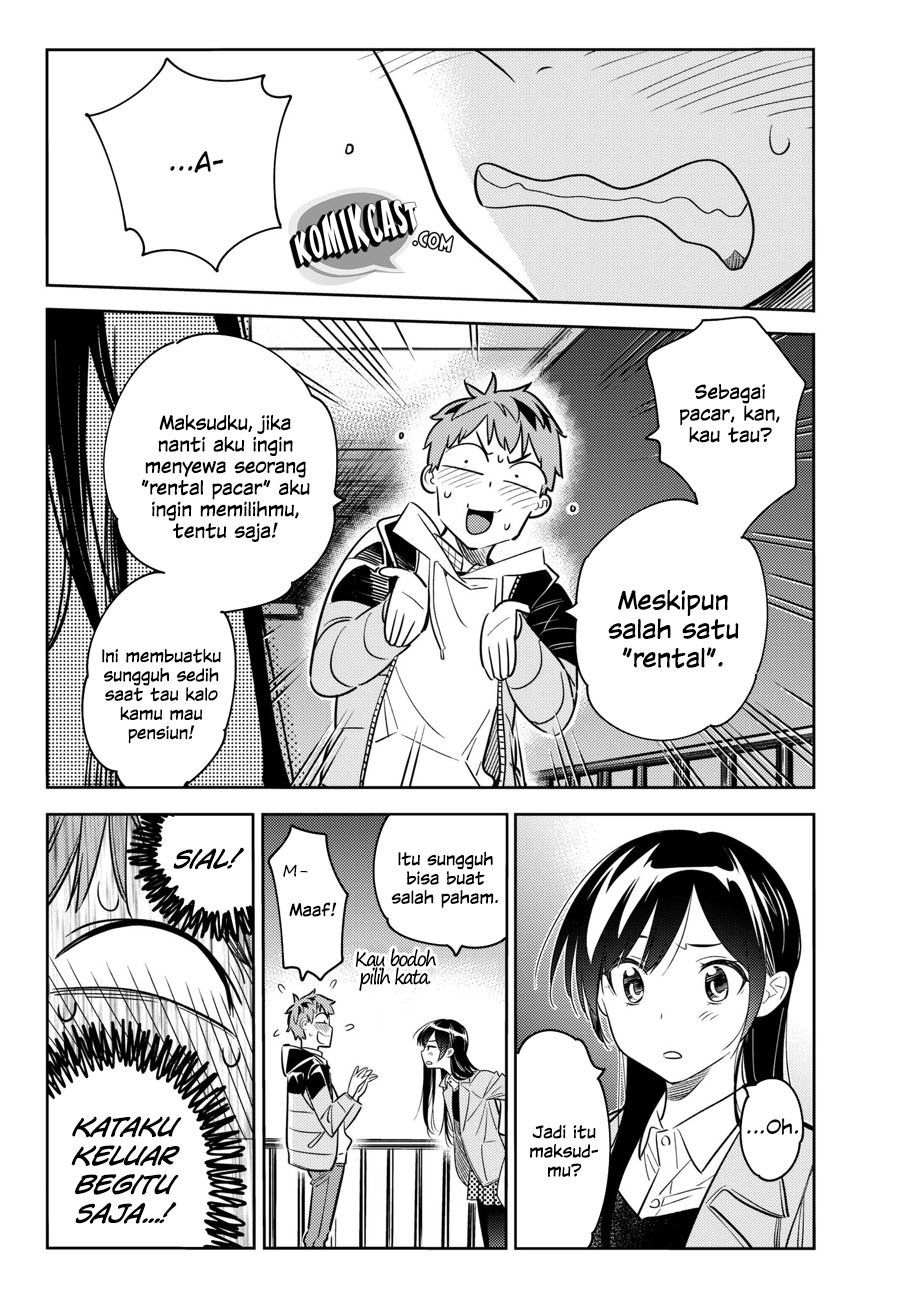 ...A-
KOMIKCAST
.COM
Sebagai
pacar, kan,
kau tau?
Meskipun
salah satu
"rental".
Maksudku, jika
nanti aku ingin
menyewa seorang
"rental pacar" aku
ingin memilihmu,
tentu saja!
Ini membuatku
sungguh sedih
saat tau kalo
kamu mau
pensiun!
...Oh.
Jadi itu
maksud-
mu?
Itu sungguh
bisa buat
salah paham.
Kau bodoh
pilih kata.
M-
Maaf!
SIAL!
KATAKU
KELUAR
BEGITU
SAJA...!